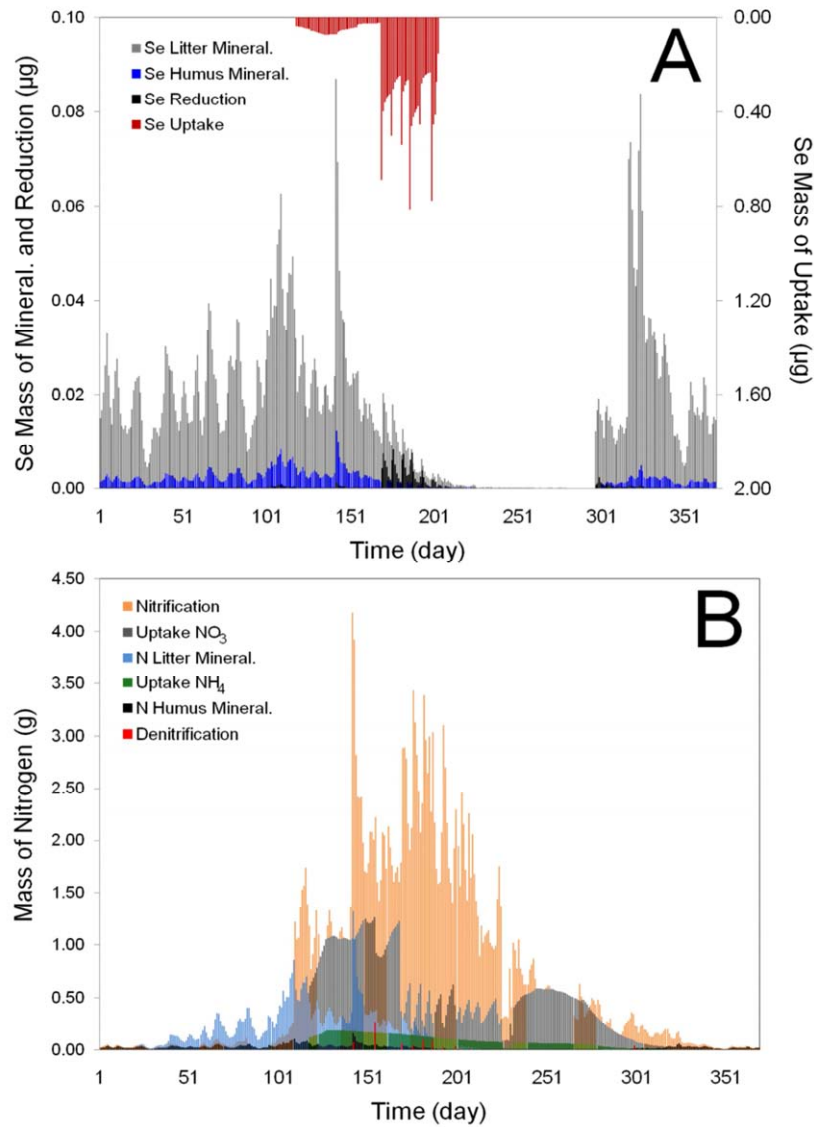 A
Se Litter Mineral.
Se Humus Mineral.
Se Reduction
Se Uptake
Se Mass of Mineral. and Reduction (µg)
0.10
0.08
0.06
0.04
0.02
0.00
Se Mass of Uptake (µg)
0.00
0.40
0.80
1.20
1.60
2.00
1 51 101 151 201 251 301 351
Time (day)
B
Nitrification
Uptake NO3
N Litter Mineral.
Uptake NH4
N Humus Mineral.
Denitrification
Mass of Nitrogen (g)
4.50
4.00
3.50
3.00
2.50
2.00
1.50
1.00
0.50
0.00
1 51 101 151 201 251 301 351
Time (day)